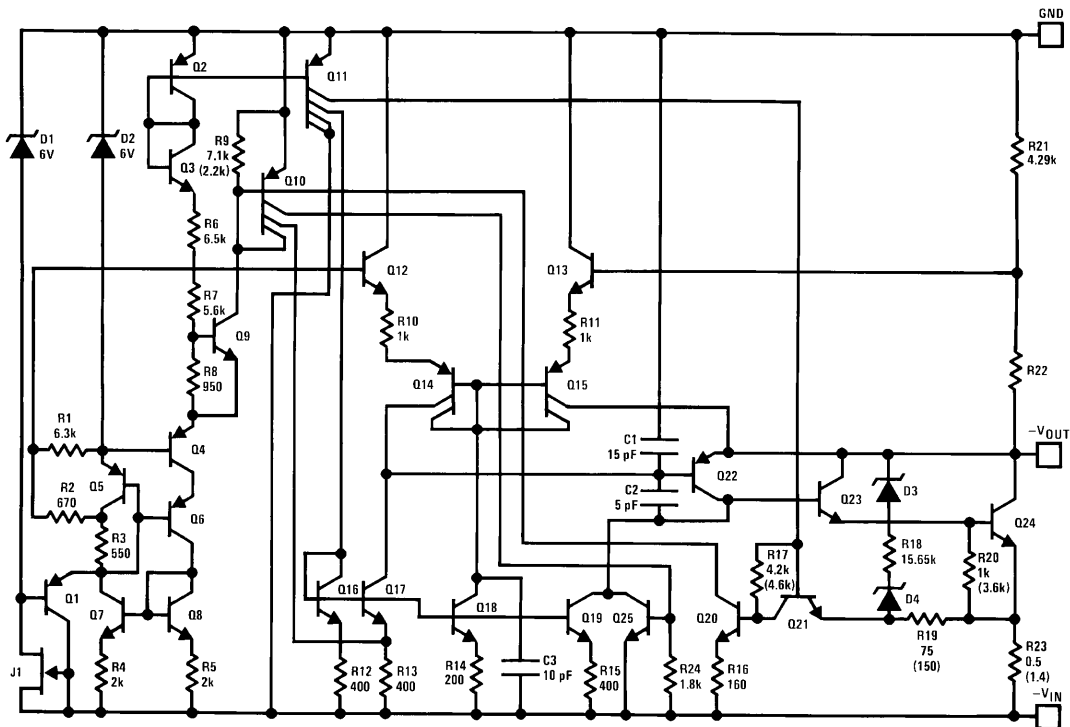 GND
Q2
Q11
D1
6V
D2
6V
R9
7.1k
(2.2k)
R21
4.29k
Q3
Q10
R6
6.5k
Q12
Q13
R7
5.6k
Q9
R10
1k
R11
1k
R8
950
Q14
Q15
R22
R1
6.3k
Q4
C1
15 pF
-VOUT
Q5
Q22
R2
670
Q6
C2
5 pF
Q23
D3
Q24
R3
550
R17
4.2k
(4.6k)
R18
15.65k
R20
1k
(3.6k)
Q1
Q7
Q8
Q16
Q17
Q18
Q19
Q25
Q20
Q21
D4
R19
75
(150)
J1
R4
2k
R5
2k
R12
400
R13
400
R14
200
C3
10 pF
R15
400
R24
1.8k
R16
160
R23
0.5
(1.4)
-VIN